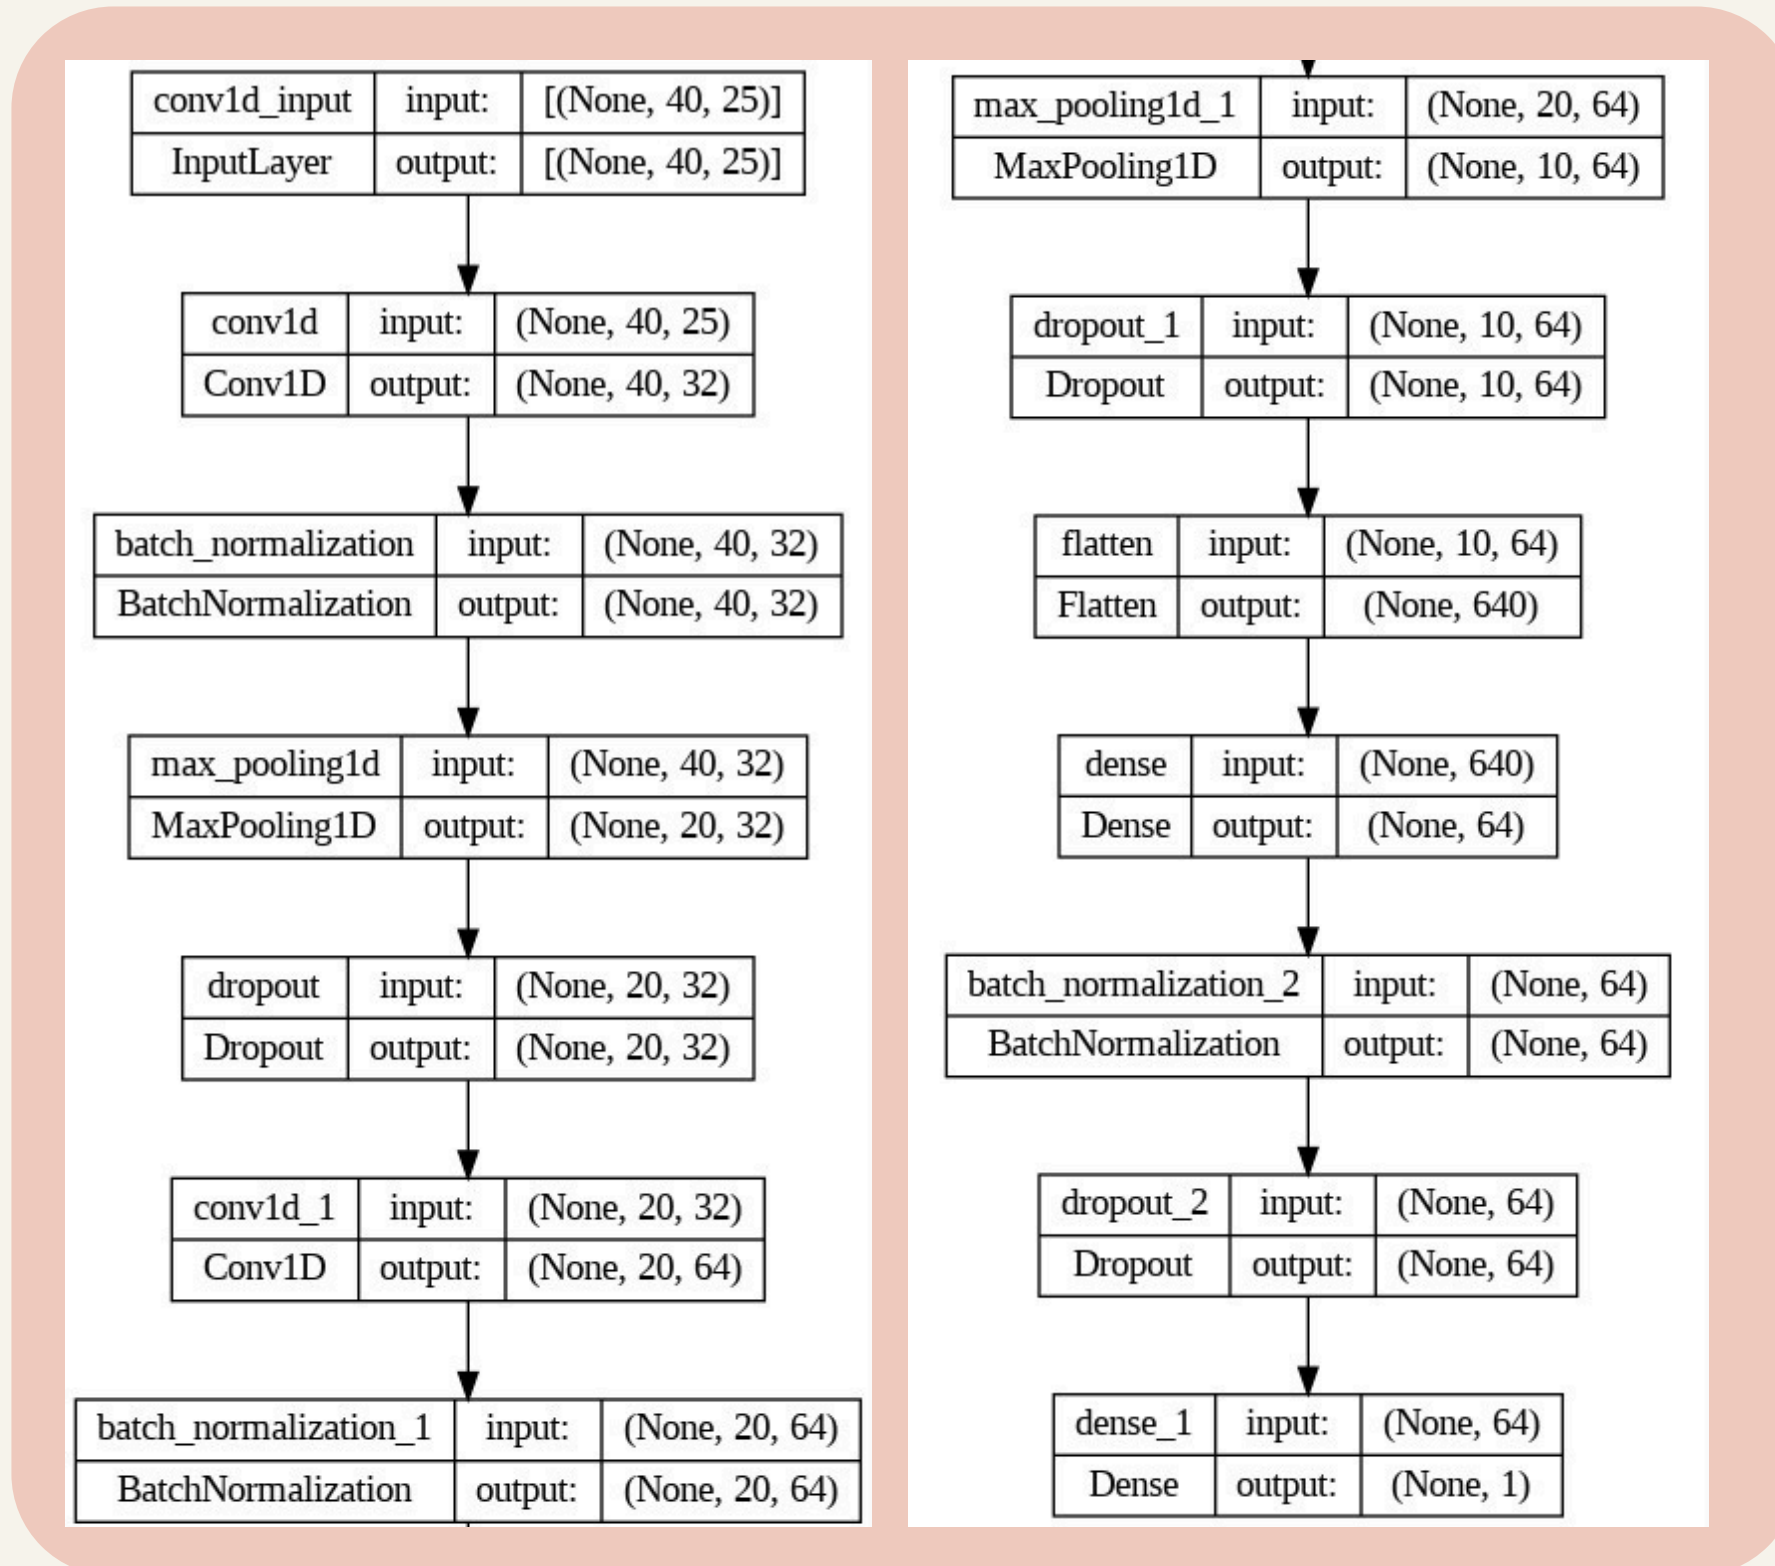 conv1d_input input: [(None, 40, 25)]
InputLayer output: [(None, 40, 25)]
conv1d input: (None, 40, 25)
Conv1D output: (None, 40, 32)
batch_normalization input: (None, 40, 32)
BatchNormalization output: (None, 40, 32)
max_pooling1d input: (None, 40, 32)
MaxPooling1D output: (None, 20, 32)
dropout input: (None, 20, 32)
Dropout output: (None, 20, 32)
conv1d_1 input: (None, 20, 32)
Conv1D output: (None, 20, 64)
batch_normalization_1 input: (None, 20, 64)
BatchNormalization output: (None, 20, 64)
max_pooling1d_1 input: (None, 20, 64)
MaxPooling1D output: (None, 10, 64)
dropout_1 input: (None, 10, 64)
Dropout output: (None, 10, 64)
flatten input: (None, 10, 64)
Flatten output: (None, 640)
dense input: (None, 640)
Dense output: (None, 64)
batch_normalization_2 input: (None, 64)
BatchNormalization output: (None, 64)
dropout_2 input: (None, 64)
Dropout output: (None, 64)
dense_1 input: (None, 64)
Dense output: (None, 1)